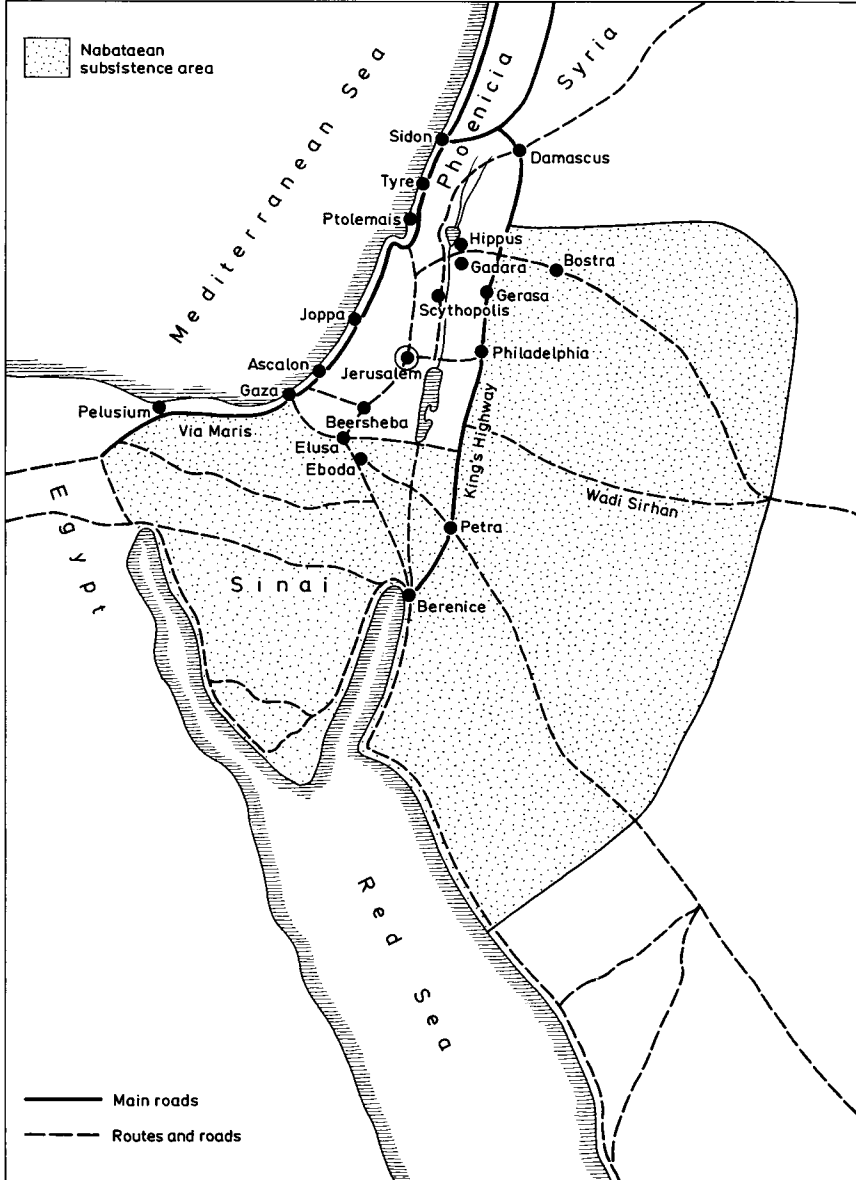 Nabataean
subsistence area
Mediterranean Sea
Phoenicia
Syria
Sidon
Damascus
Tyre
Ptolemais
Hippus
Gadara
Bostra
Gerasa
Scythopolis
Joppa
Philadelphia
Ascalon
Jerusalem
Gaza
Pelusium
Beersheba
Via Maris
Elusa
Eboda
King's Highway
Wadi Sirhan
Egypt
Petra
Sinai
Berenice
Red Sea
Main roads
Routes and roads